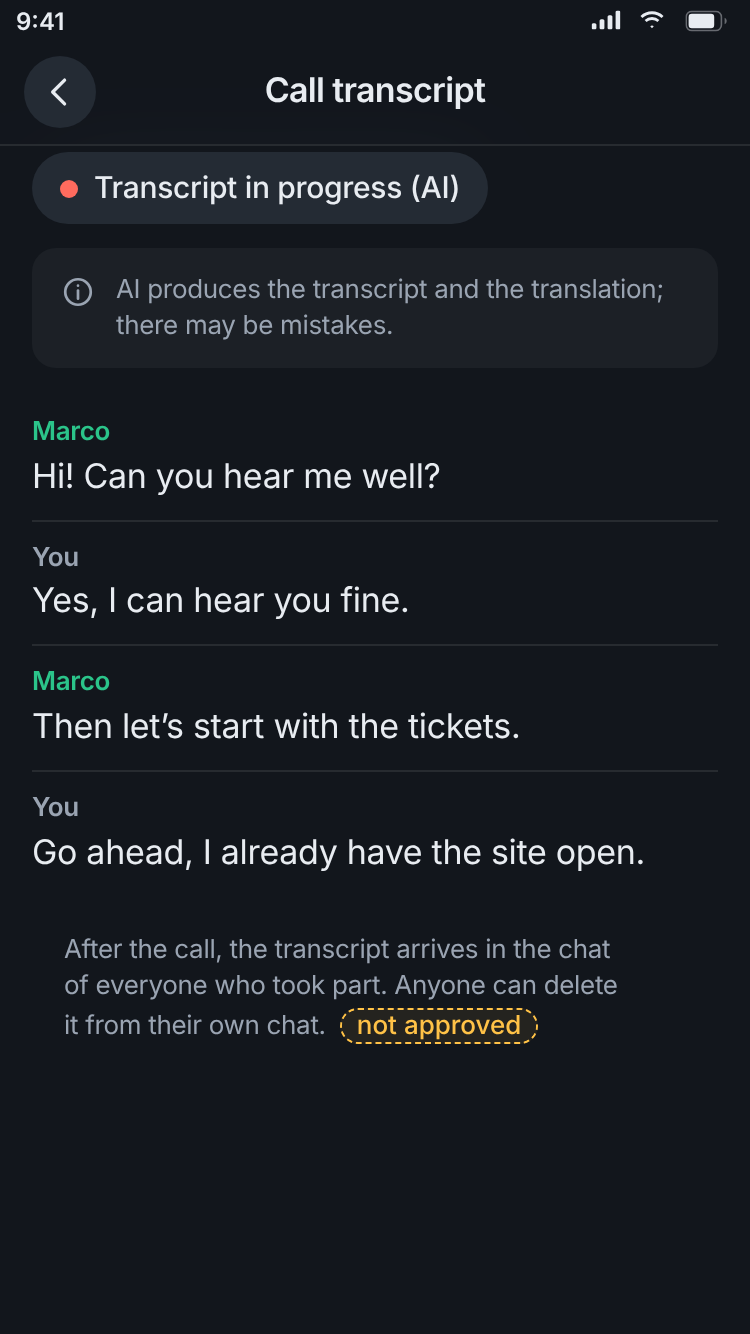 9:41
Call transcript
Transcript in progress (AI)
AI produces the transcript and the translation;
there may be mistakes.
Marco
Hi! Can you hear me well?
You
Yes, I can hear you fine.
Marco
Then let’s start with the tickets.
You
Go ahead, I already have the site open.
After the call, the transcript arrives in the chat
of everyone who took part. Anyone can delete
it from their own chat. not approved